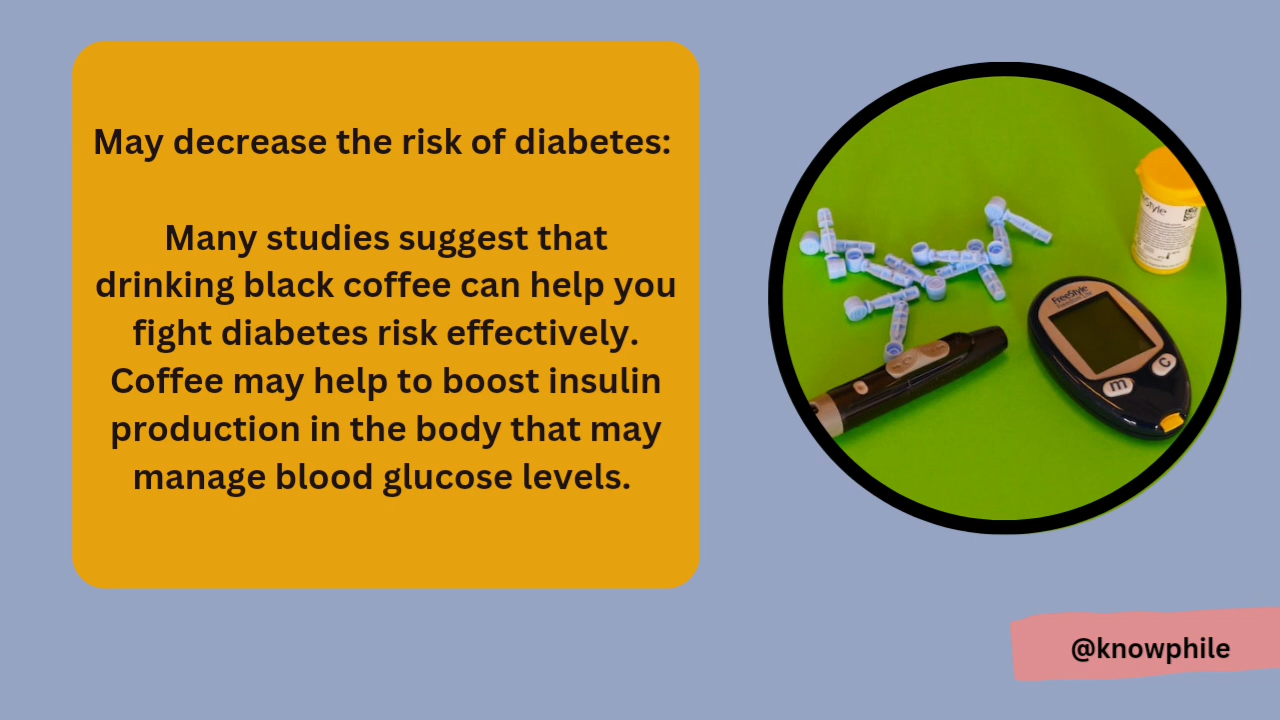 May decrease the risk of diabetes:
Many studies suggest that
drinking black coffee can help you
fight diabetes risk effectively.
Coffee may help to boost insulin
production in the body that may
manage blood glucose levels.
FreeStyle
m
C
@knowphile